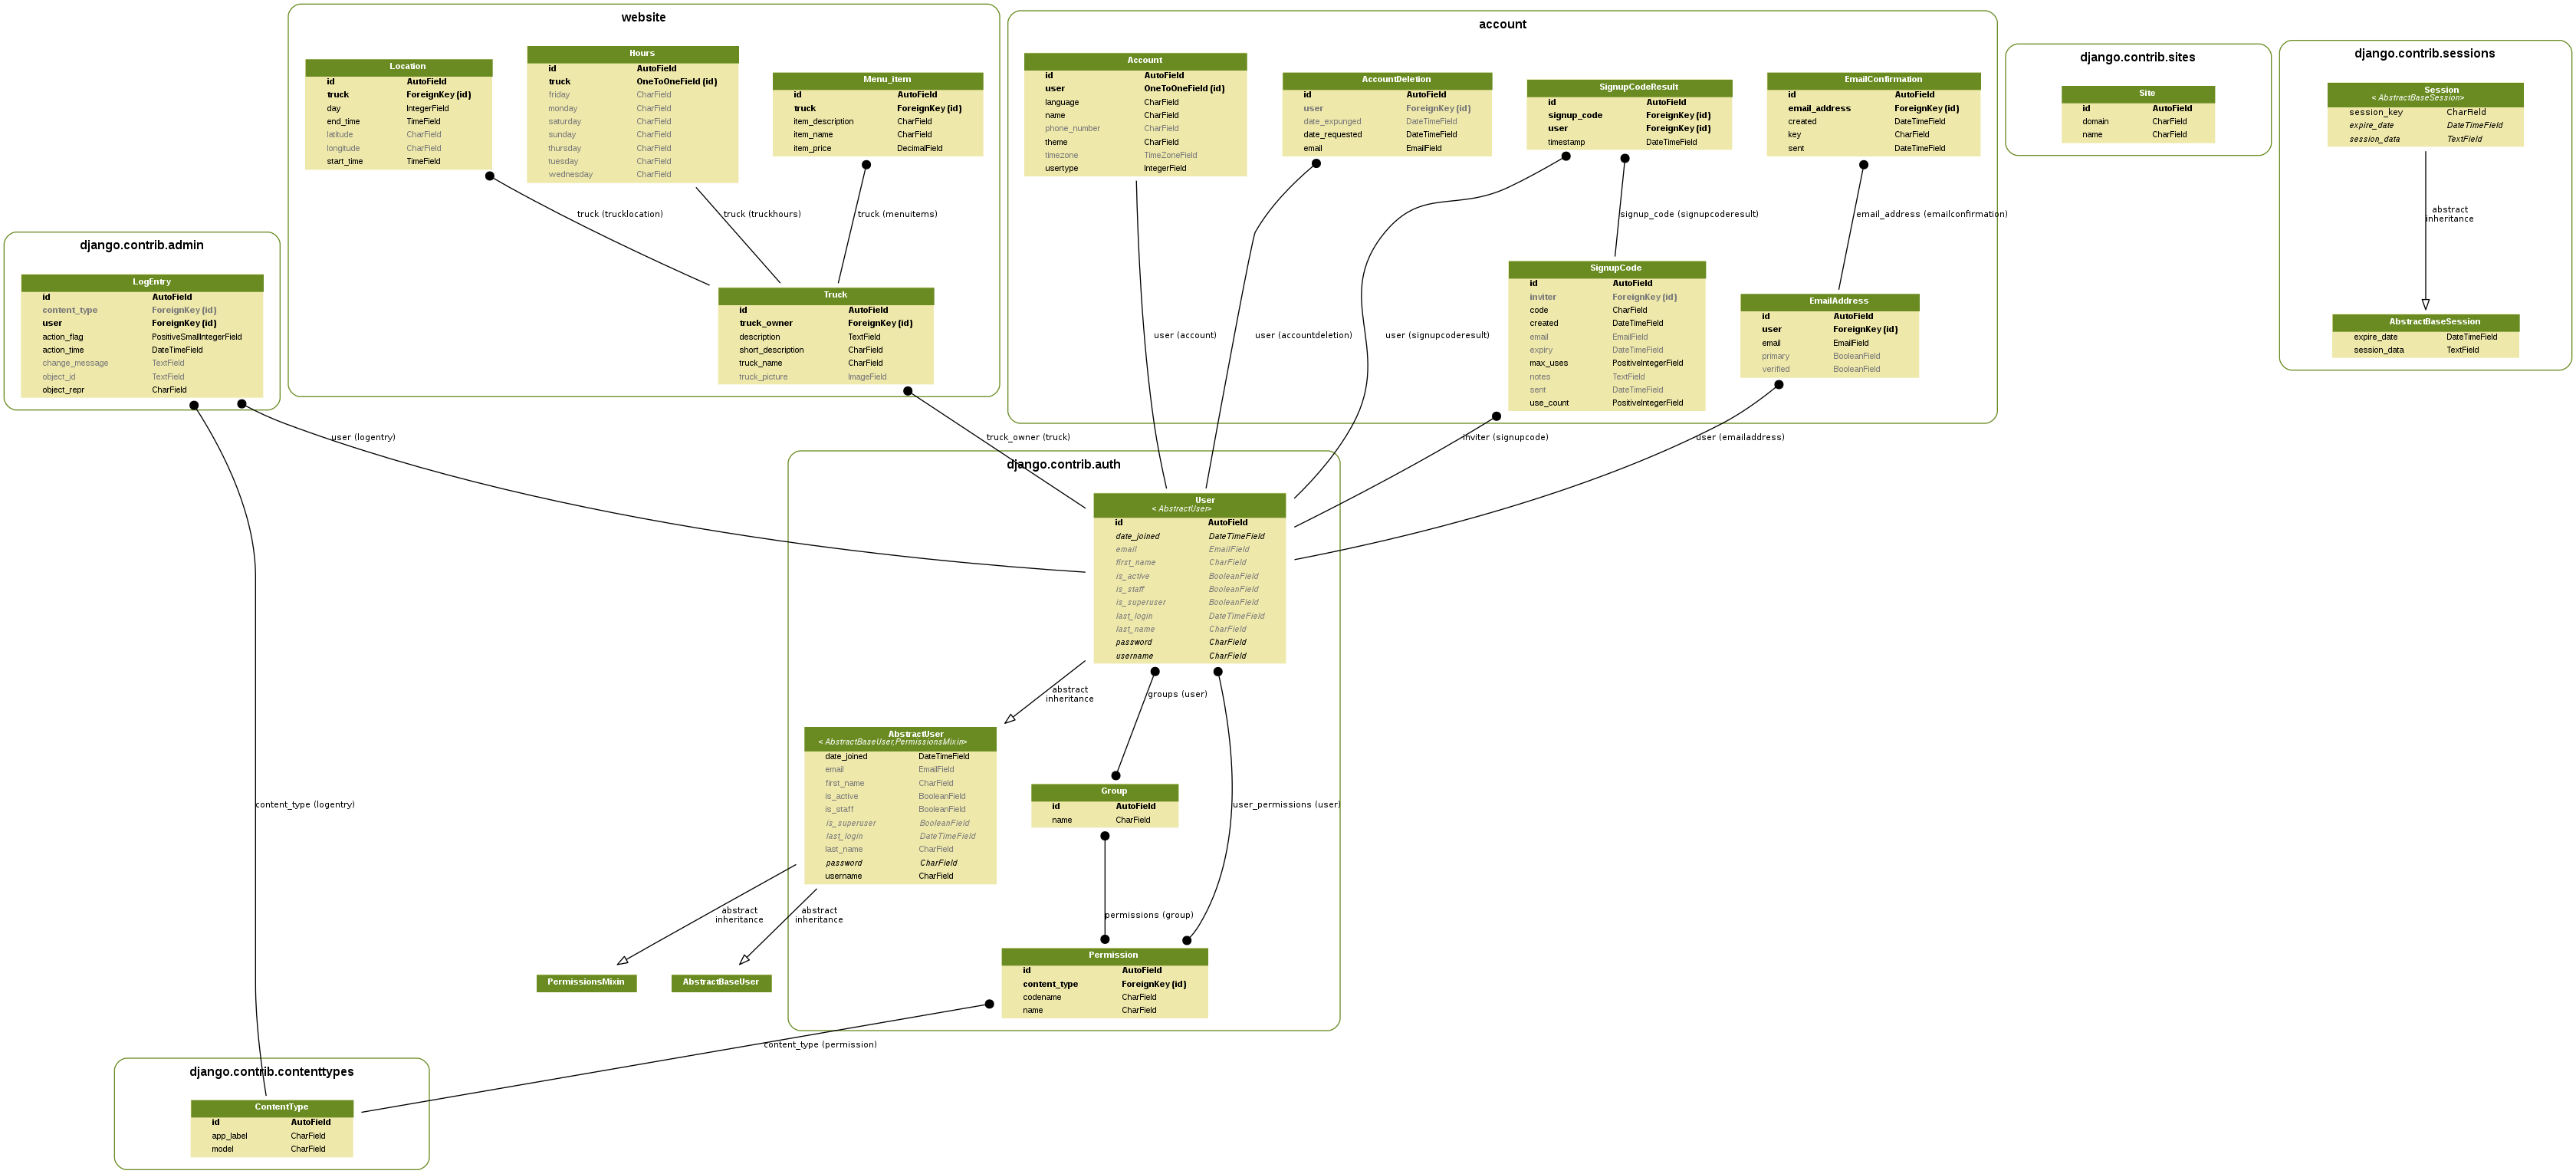 website
Location
id AutoField
truck ForeignKey (id)
day IntegerField
end_time TimeField
latitude CharField
longitude CharField
start_time TimeField
Hours
id AutoField
truck OneToOneField (id)
friday CharField
monday CharField
saturday CharField
sunday CharField
thursday CharField
tuesday CharField
wednesday CharField
Menu_item
id AutoField
truck ForeignKey (id)
item_description CharField
item_name CharField
item_price DecimalField
truck (trucklocation)
truck (truckhours)
truck (menuitems)
Truck
id AutoField
truck_owner ForeignKey (id)
description TextField
short_description CharField
truck_name CharField
truck_picture ImageField
account
Account
id AutoField
user OneToOneField (id)
language CharField
name CharField
phone_number CharField
theme CharField
timezone TimeZoneField
usertype IntegerField
AccountDeletion
id AutoField
user ForeignKey (id)
date_expunged DateTimeField
date_requested DateTimeField
email EmailField
SignupCodeResult
id AutoField
signup_code ForeignKey (id)
user ForeignKey (id)
timestamp DateTimeField
EmailConfirmation
id AutoField
email_address ForeignKey (id)
created DateTimeField
key CharField
sent DateTimeField
signup_code (signupcoderesult)
email_address (emailconfirmation)
SignupCode
id AutoField
inviter ForeignKey (id)
code CharField
created DateTimeField
email EmailField
expiry DateTimeField
max_uses PositiveIntegerField
notes TextField
sent DateTimeField
use_count PositiveIntegerField
EmailAddress
id AutoField
user ForeignKey (id)
email EmailField
primary BooleanField
verified BooleanField
user (account)
user (accountdeletion)
user (signupcoderesult)
django.contrib.sites
Site
id AutoField
domain CharField
name CharField
django.contrib.sessions
Session
< AbstractBaseSession>
session_key CharField
expire_date DateTimeField
session_data TextField
abstract
inheritance
AbstractBaseSession
expire_date DateTimeField
session_data TextField
django.contrib.admin
LogEntry
id AutoField
content_type ForeignKey (id)
user ForeignKey (id)
action_flag PositiveSmallIntegerField
action_time DateTimeField
change_message TextField
object_id TextField
object_repr CharField
user (logentry)
truck_owner (truck)
inviter (signupcode)
user (emailaddress)
django.contrib.auth
User
< AbstractUser>
id AutoField
date_joined DateTimeField
email EmailField
first_name CharField
is_active BooleanField
is_staff BooleanField
is_superuser BooleanField
last_login DateTimeField
last_name CharField
password CharField
username CharField
abstract
inheritance
groups (user)
AbstractUser
< AbstractBaseUser,PermissionsMixin>
date_joined DateTimeField
email EmailField
first_name CharField
is_active BooleanField
is_staff BooleanField
is_superuser BooleanField
last_login DateTimeField
last_name CharField
password CharField
username CharField
Group
id AutoField
name CharField
content_type (logentry)
user_permissions (user)
abstract
inheritance
abstract
inheritance
permissions (group)
PermissionsMixin
AbstractBaseUser
Permission
id AutoField
content_type ForeignKey (id)
codename CharField
name CharField
content_type (permission)
django.contrib.contenttypes
ContentType
id AutoField
app_label CharField
model CharField